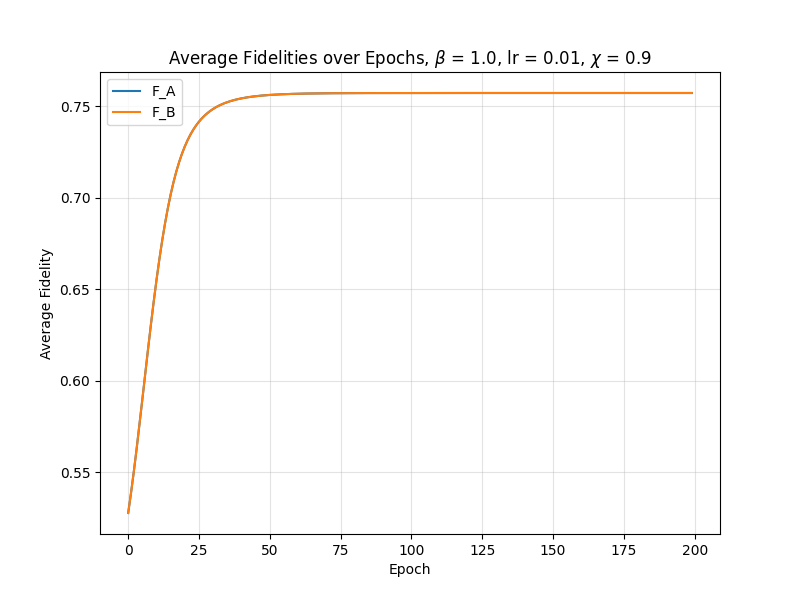 Average Fidelities over Epochs, β = 1.0, lr = 0.01, χ = 0.9
F_A
F_B
Average Fidelity
0.75
0.70
0.65
0.60
0.55
0 25 50 75 100 125 150 175 200
Epoch